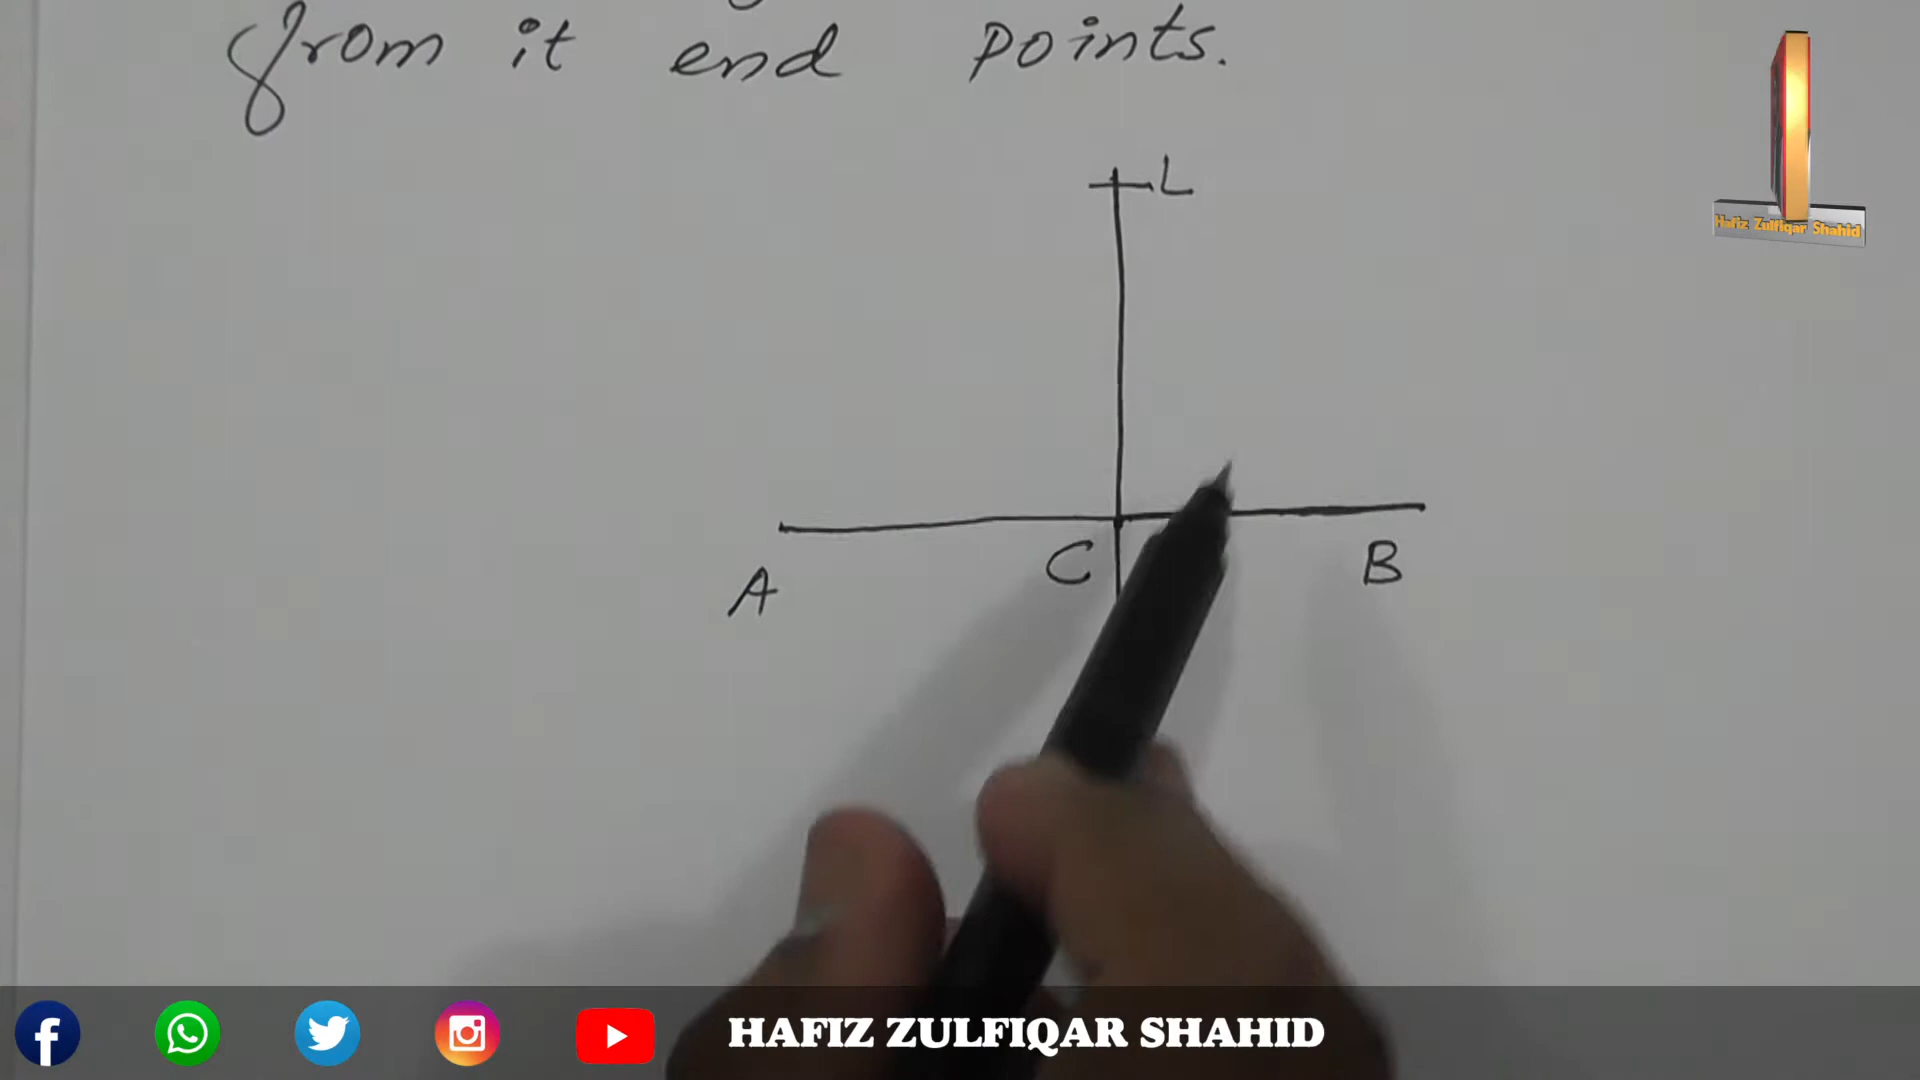 from it end points.
L
Hafiz Zulfiqar Shahid
C
B
A
HAFIZ ZULFIQAR SHAHID